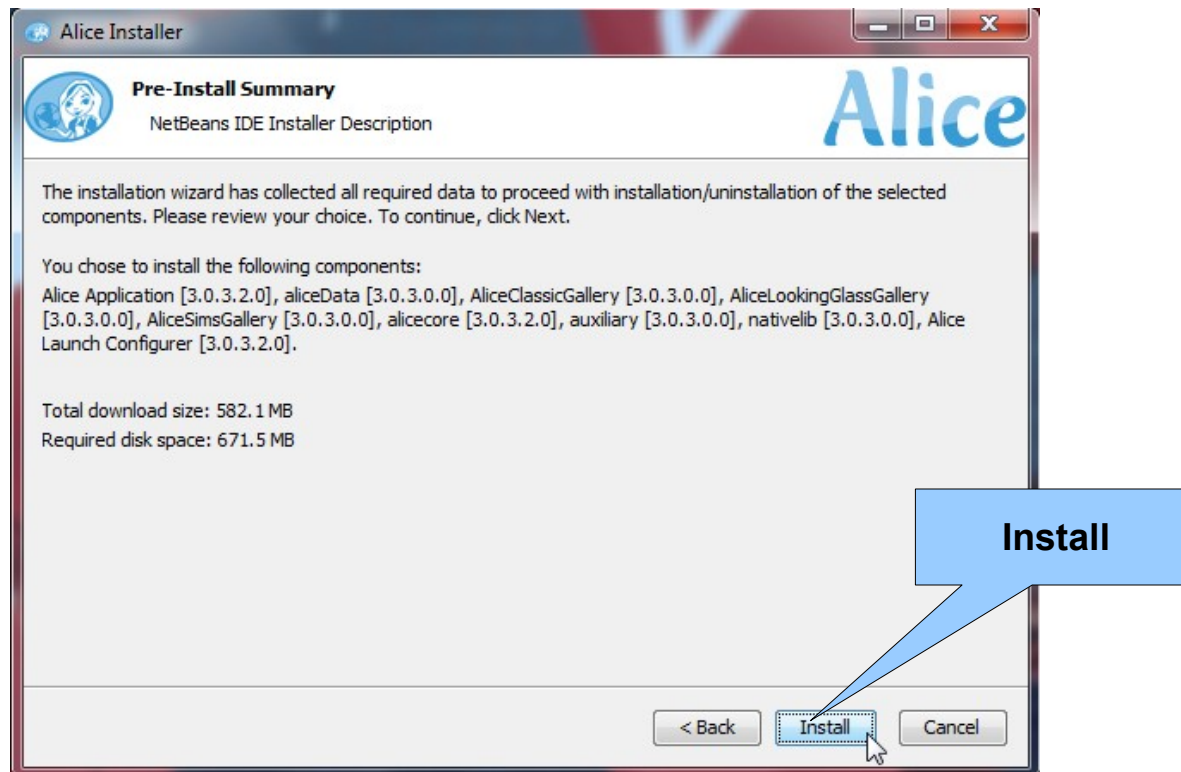 Alice Installer
Pre-Install Summary
NetBeans IDE Installer Description
Alice
The installation wizard has collected all required data to proceed with installation/uninstallation of the selected
components. Please review your choice. To continue, click Next.
You chose to install the following components:
Alice Application [3.0.3.2.0], aliceData [3.0.3.0.0], AliceClassicGallery [3.0.3.0.0], AliceLookingGlassGallery
[3.0.3.0.0], AliceSimsGallery [3.0.3.0.0], alicecore [3.0.3.2.0], auxiliary [3.0.3.0.0], nativelib [3.0.3.0.0], Alice
Launch Configurer [3.0.3.2.0].
Total download size: 582.1 MB
Required disk space: 671.5 MB
Install
< Back Install Cancel